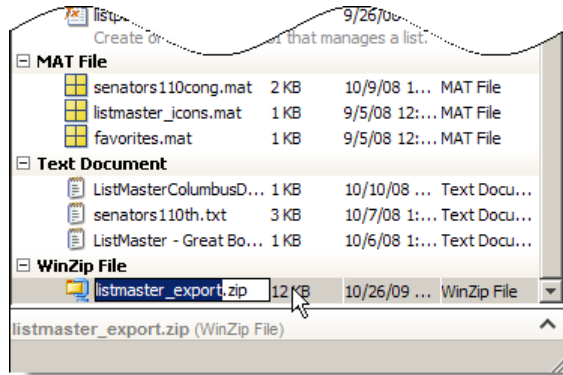 9/26/0
Create that manages a list.
MAT File
senators110cong.mat 2 KB 10/9/08 1... MAT File
listmaster_icons.mat 1 KB 9/5/08 12:... MAT File
favorites.mat 1 KB 9/5/08 12:... MAT File
Text Document
ListMasterColumbusD... 1 KB 10/10/08 ... Text Docu...
senators110th.txt 3 KB 10/7/08 1:... Text Docu...
ListMaster - Great Bo... 1 KB 10/6/08 1:... Text Docu...
WinZip File
listmaster_export.zip 12 KB 10/26/09 ... WinZip File
listmaster_export.zip (WinZip File)